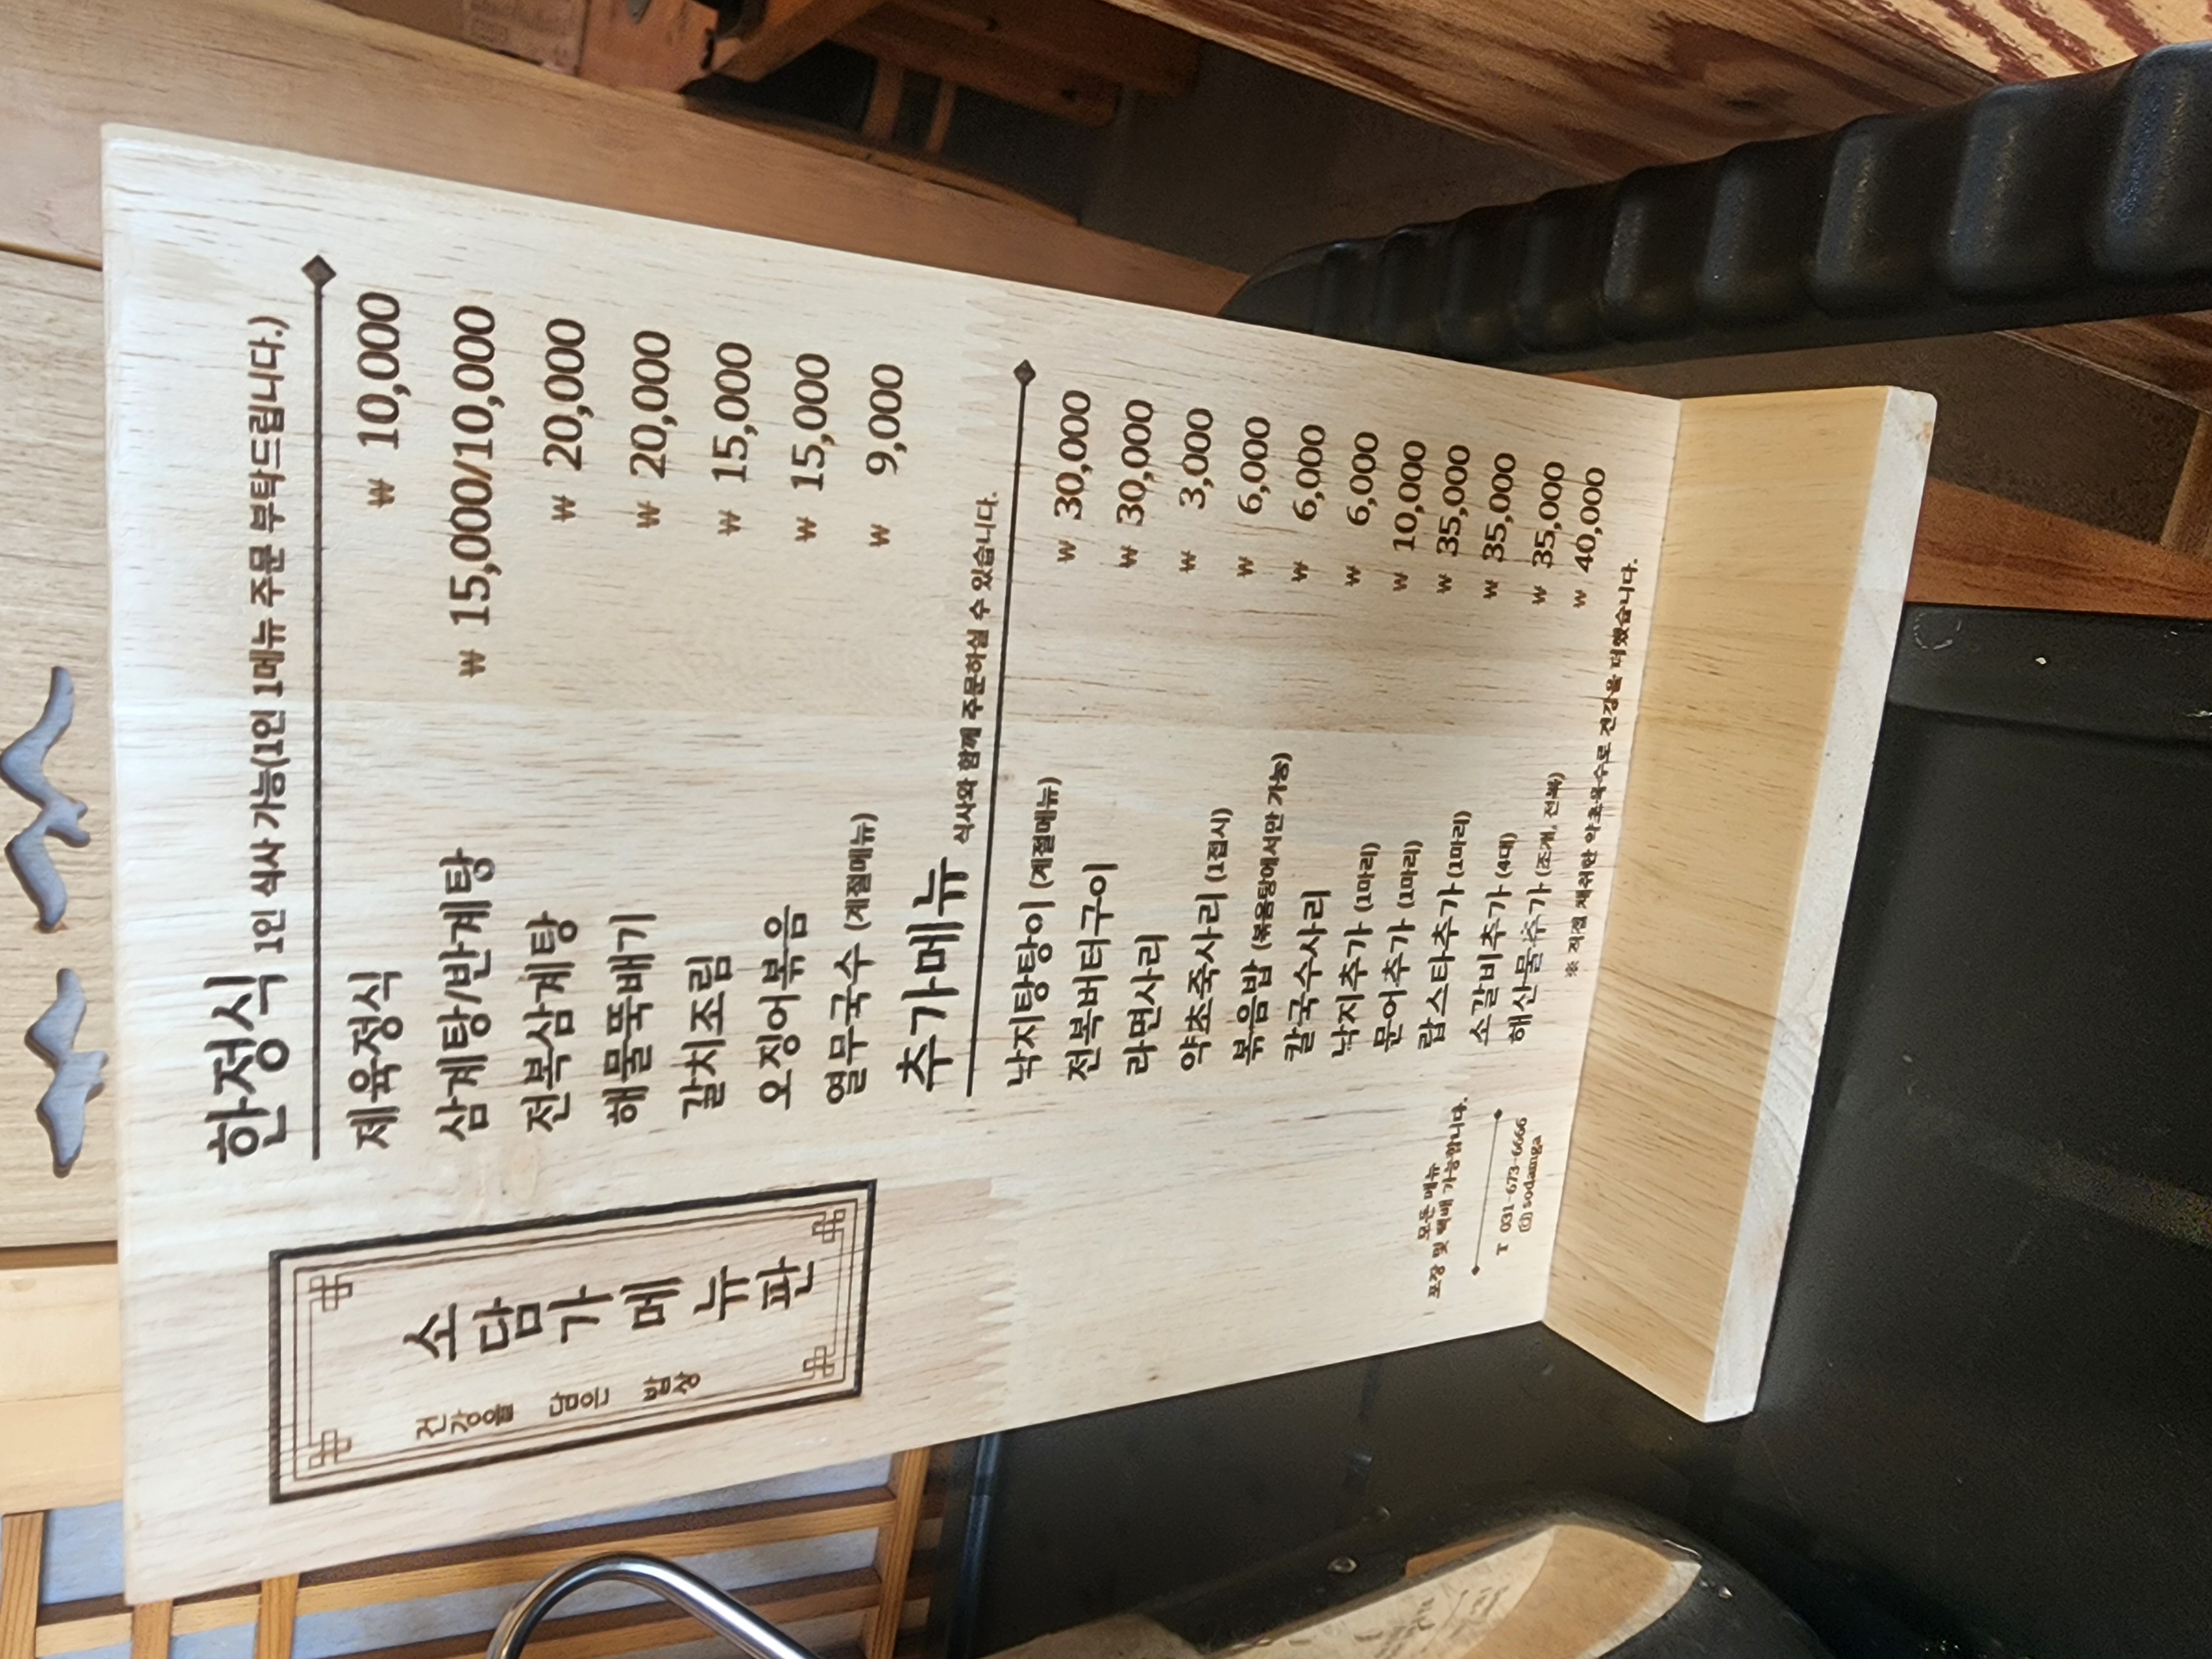 소담가 메뉴판
건강을 담은 밥상
한정식 1인 식사 가능(1인 1메뉴 주문 부탁드립니다.)
제육정식 ₩ 10,000
삼계탕/반계탕 ₩ 15,000/10,000
전복삼계탕 ₩ 20,000
해물뚝배기 ₩ 20,000
갈치조림 ₩ 15,000
오징어볶음 ₩ 15,000
열무국수 (계절메뉴) ₩ 9,000
추가메뉴 식사와 함께 주문하실 수 있습니다.
낙지탕탕이 (계절메뉴) ₩ 30,000
전복버터구이 ₩ 30,000
라면사리 ₩ 3,000
약초죽사리 (1접시) ₩ 6,000
볶음밥 (볶음탕에서만 가능) ₩ 6,000
칼국수사리 ₩ 6,000
낙지추가 (1마리) ₩ 10,000
문어추가 (1마리) ₩ 35,000
랍스타추가 (1마리) ₩ 35,000
소갈비추가 (4대) ₩ 35,000
해산물추가 (조개, 전복) ₩ 40,000
※ 직접 채취한 약초육수로 건강을 더했습니다.
모든 메뉴
포장 및 택배 가능합니다.
T 031-673-6666
sodamga